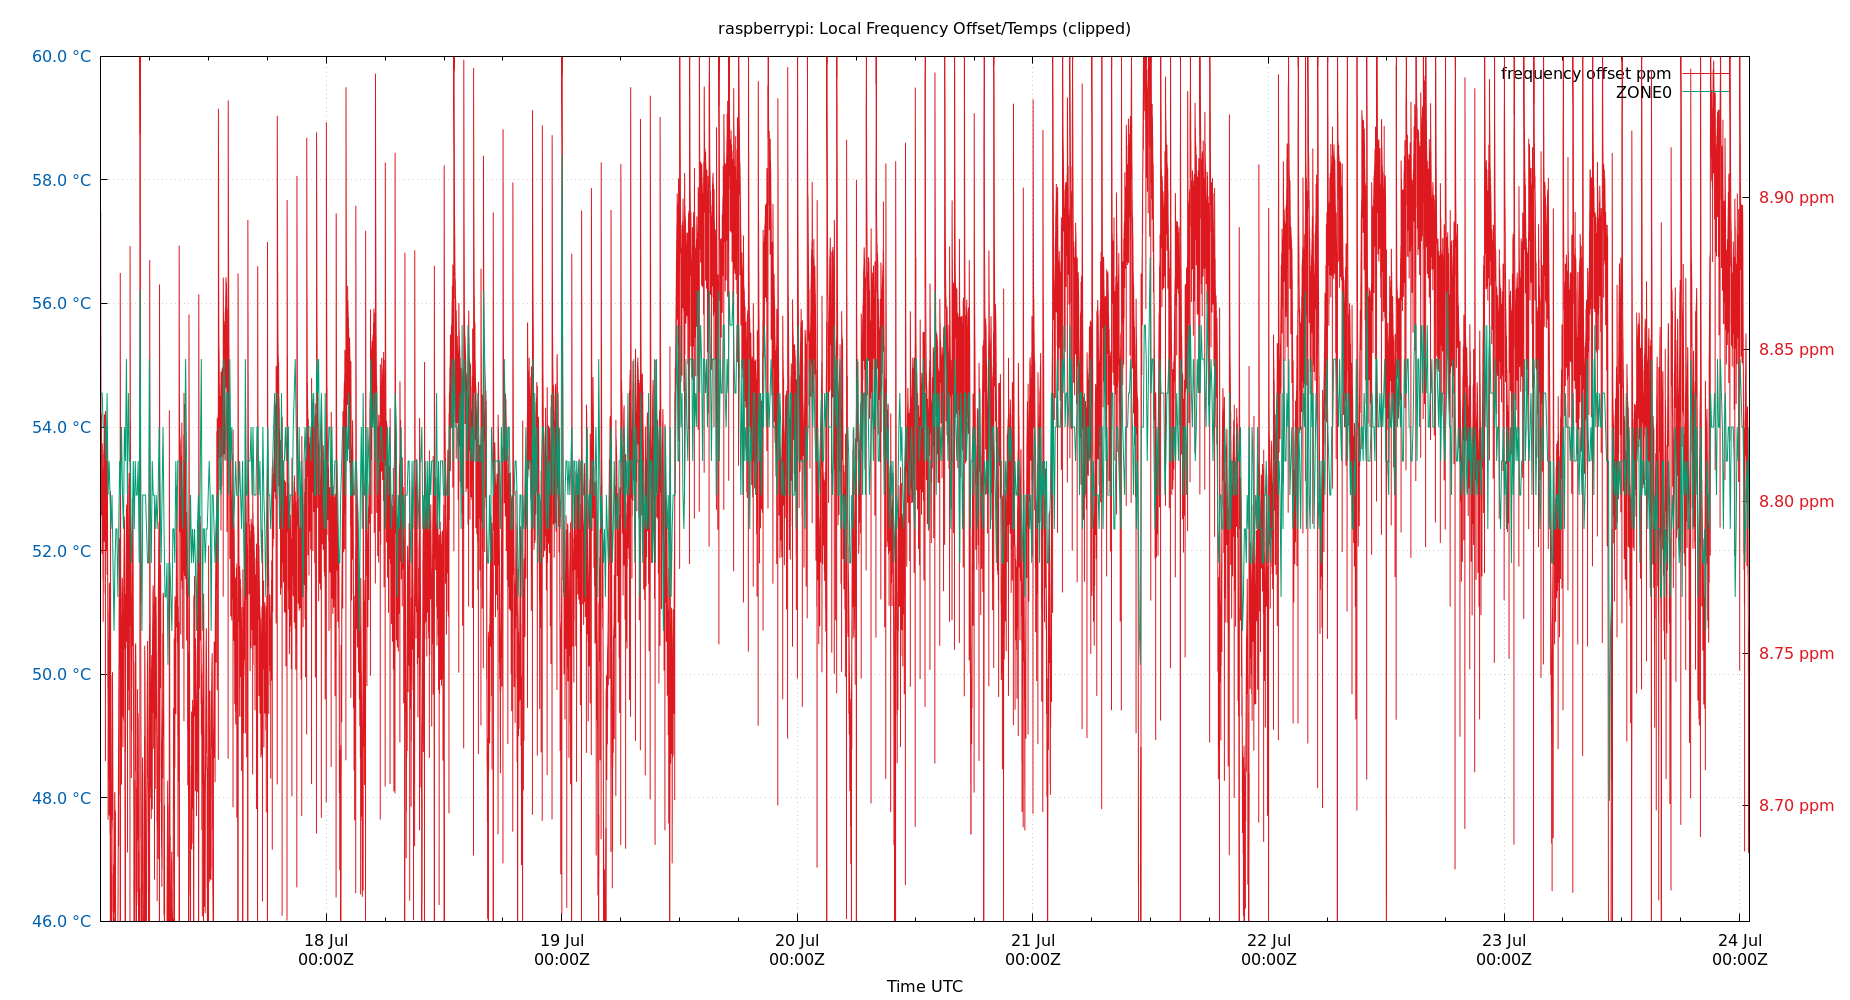 raspberrypi: Local Frequency Offset/Temps (clipped)
60.0 °C
58.0 °C
56.0 °C
54.0 °C
52.0 °C
50.0 °C
48.0 °C
46.0 °C
frequency offset ppm
ZONE0
8.90 ppm
8.85 ppm
8.80 ppm
8.75 ppm
8.70 ppm
18 Jul
00:00Z
19 Jul
00:00Z
20 Jul
00:00Z
21 Jul
00:00Z
22 Jul
00:00Z
23 Jul
00:00Z
24 Jul
00:00Z
Time UTC